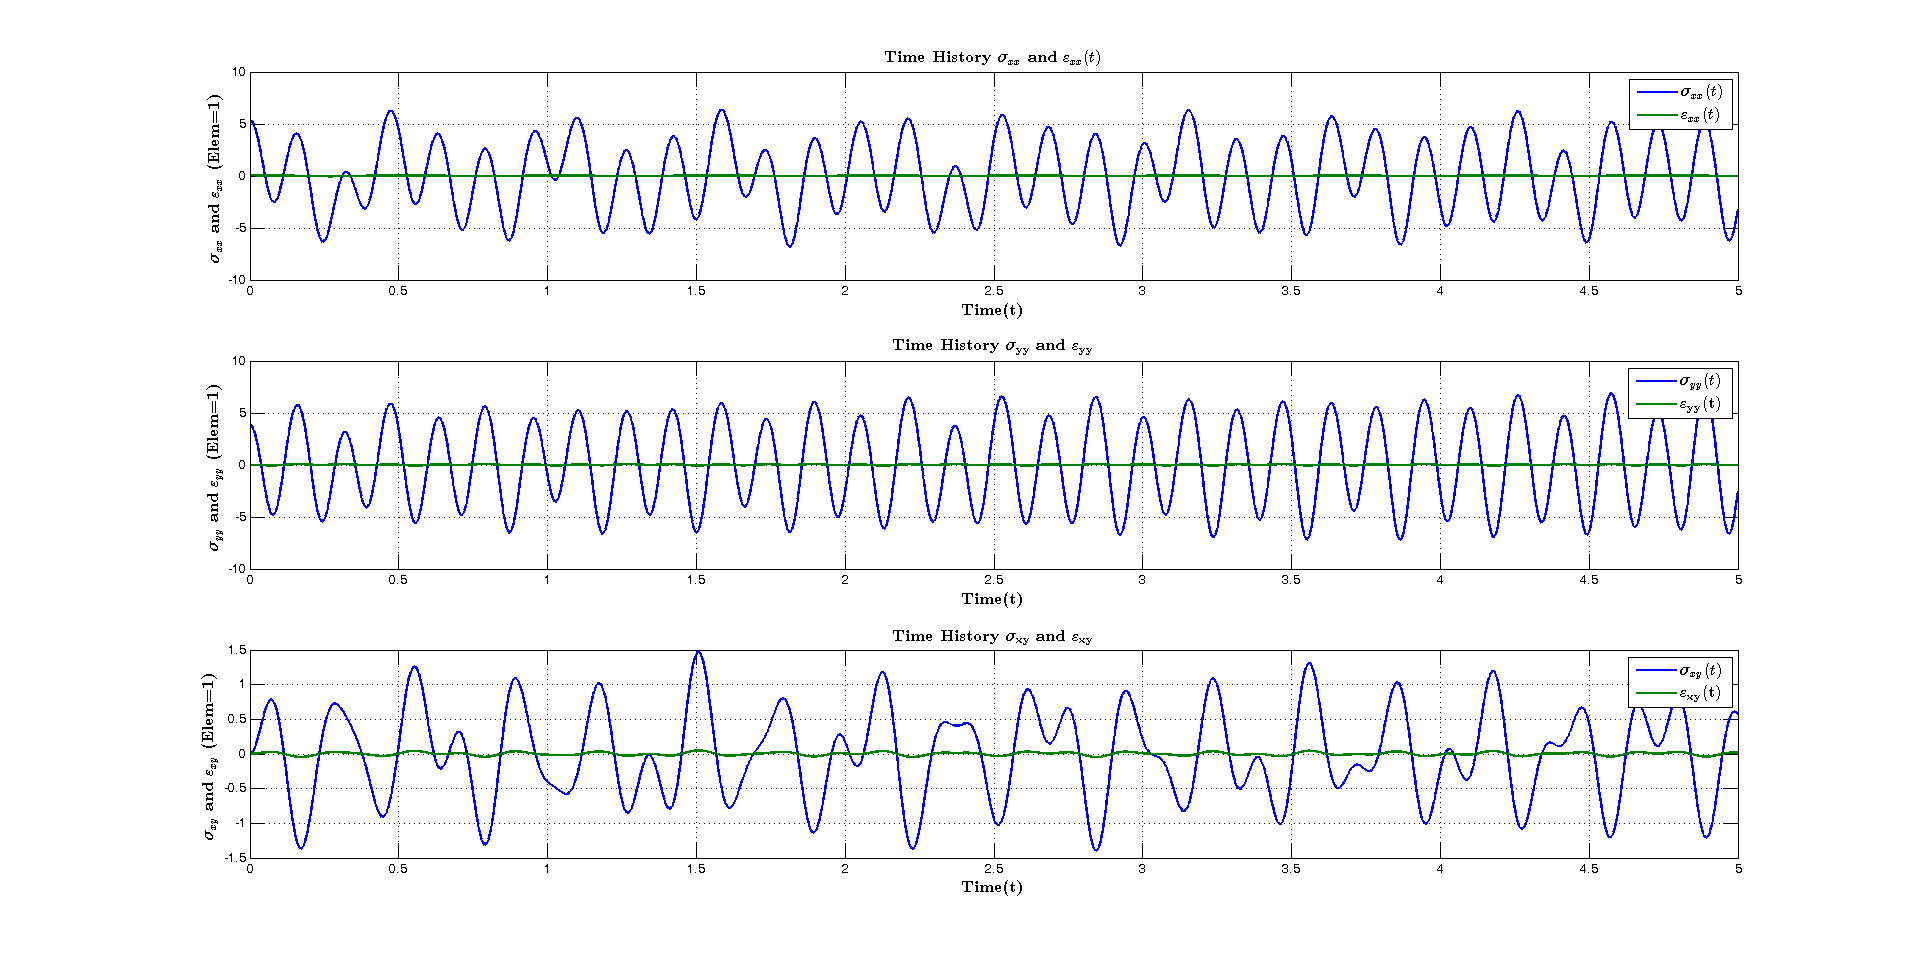 Time History σxx and εxx(t)
10
5
0
-5
-10
σxx and εxx (Elem=1)
σxx(t)
εxx(t)
0 0.5 1 1.5 2 2.5 3 3.5 4 4.5 5
Time(t)
Time History σyy and εyy
10
5
0
-5
-10
σyy and εyy (Elem=1)
σyy(t)
εyy(t)
0 0.5 1 1.5 2 2.5 3 3.5 4 4.5 5
Time(t)
Time History σxy and εxy
1.5
1
0.5
0
-0.5
-1
-1.5
σxy and εxy (Elem=1)
σxy(t)
εxy(t)
0 0.5 1 1.5 2 2.5 3 3.5 4 4.5 5
Time(t)